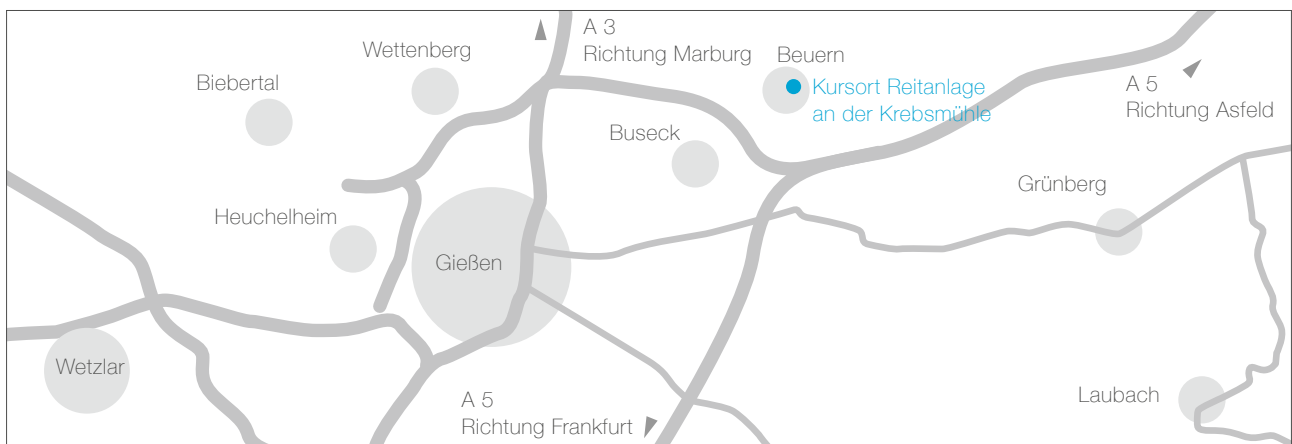 A 3
Richtung Marburg
Wettenberg
Beuern
Biebertal
Kursort Reitanlage
an der Krebsmühle
A 5
Richtung Asfeld
Buseck
Grünberg
Heuchelheim
Gießen
Wetzlar
Laubach
A 5
Richtung Frankfurt